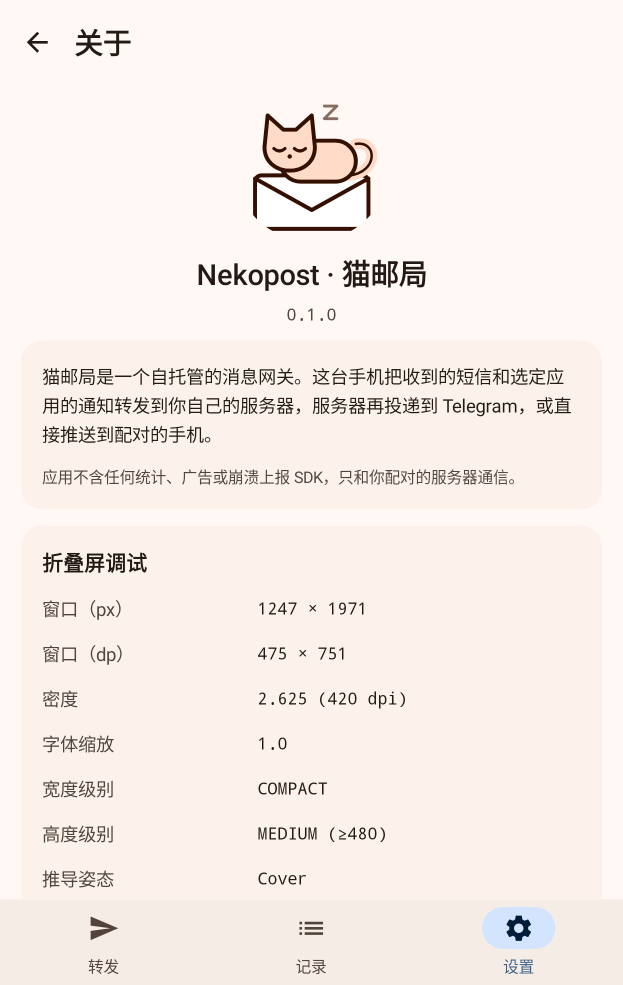 关于
Z
Nekopost · 猫邮局
0.1.0
猫邮局是一个自托管的消息网关。这台手机把收到的短信和选定应
用的通知转发到你自己的服务器，服务器再投递到 Telegram，或直
接推送到配对的手机。
应用不含任何统计、广告或崩溃上报 SDK，只和你配对的服务器通信。
折叠屏调试
窗口（px） 1247 × 1971
窗口（dp） 475 × 751
密度 2.625 (420 dpi)
字体缩放 1.0
宽度级别 COMPACT
高度级别 MEDIUM (≥480)
推导姿态 Cover
转发 记录 设置